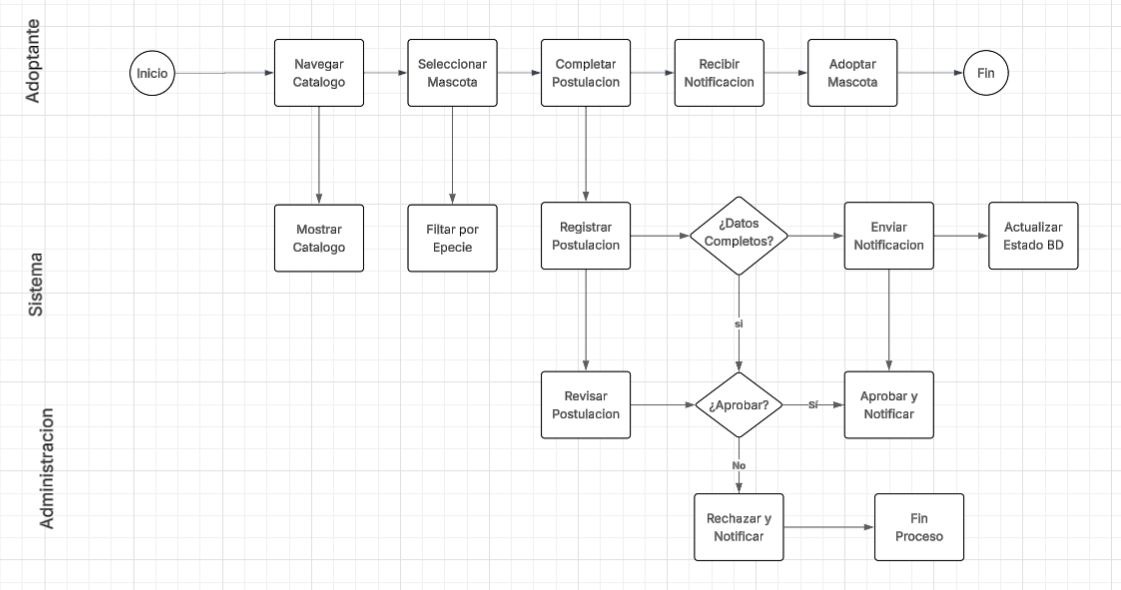 Adoptante
Inicio
Navegar
Catalogo
Seleccionar
Mascota
Completar
Postulacion
Recibir
Notificacion
Adoptar
Mascota
Fin
Sistema
Mostrar
Catalogo
Filtar por
Epecie
Registrar
Postulacion
¿Datos
Completos?
Enviar
Notificacion
Actualizar
Estado BD
si
Administracion
Revisar
Postulacion
¿Aprobar?
Sí
Aprobar y
Notificar
No
Rechazar y
Notificar
Fin
Proceso